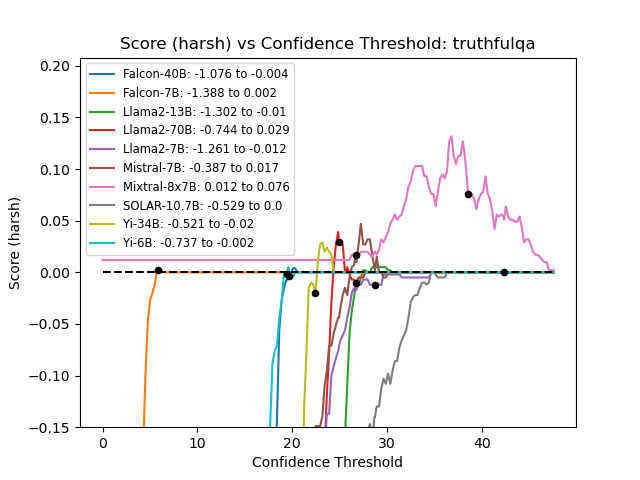 Score (harsh) vs Confidence Threshold: truthfulqa
Score (harsh)
0.20
0.15
0.10
0.05
0.00
−0.05
−0.10
−0.15
Falcon-40B: -1.076 to -0.004
Falcon-7B: -1.388 to 0.002
Llama2-13B: -1.302 to -0.01
Llama2-70B: -0.744 to 0.029
Llama2-7B: -1.261 to -0.012
Mistral-7B: -0.387 to 0.017
Mixtral-8x7B: 0.012 to 0.076
SOLAR-10.7B: -0.529 to 0.0
Yi-34B: -0.521 to -0.02
Yi-6B: -0.737 to -0.002
0 10 20 30 40
Confidence Threshold